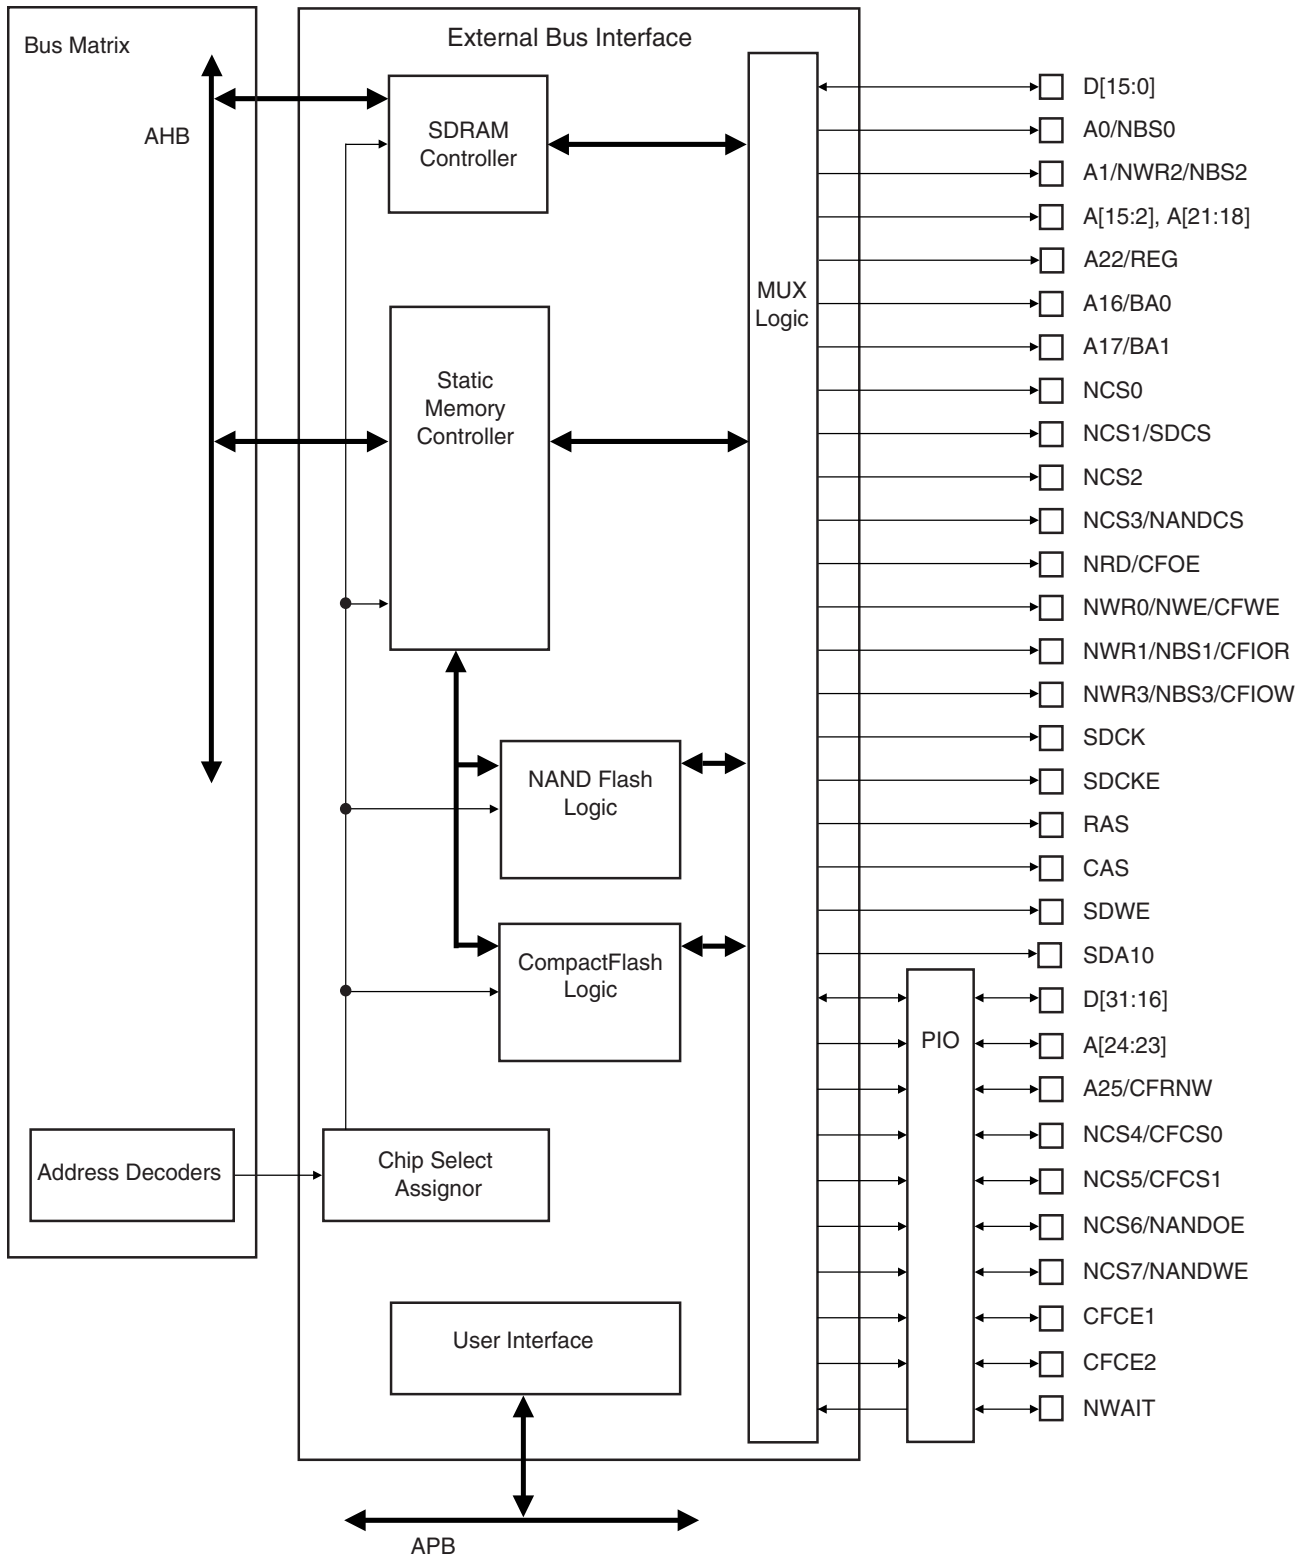 Bus Matrix
AHB
Address Decoders
External Bus Interface
SDRAM
Controller
Static
Memory
Controller
NAND Flash
Logic
CompactFlash
Logic
Chip Select
Assignor
User Interface
APB
MUX
Logic
PIO
D[15:0]
A0/NBS0
A1/NWR2/NBS2
A[15:2], A[21:18]
A22/REG
A16/BA0
A17/BA1
NCS0
NCS1/SDCS
NCS2
NCS3/NANDCS
NRD/CFOE
NWR0/NWE/CFWE
NWR1/NBS1/CFIOR
NWR3/NBS3/CFIOW
SDCK
SDCKE
RAS
CAS
SDWE
SDA10
D[31:16]
A[24:23]
A25/CFRNW
NCS4/CFCS0
NCS5/CFCS1
NCS6/NANDOE
NCS7/NANDWE
CFCE1
CFCE2
NWAIT